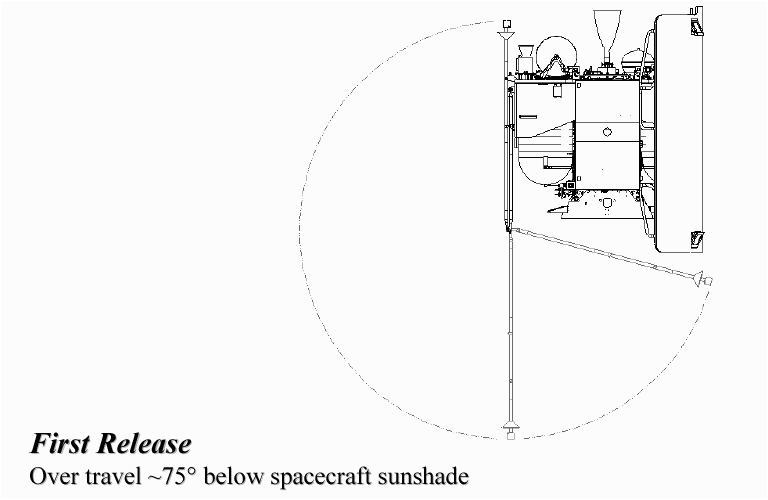 First Release
Over travel ~75° below spacecraft sunshade